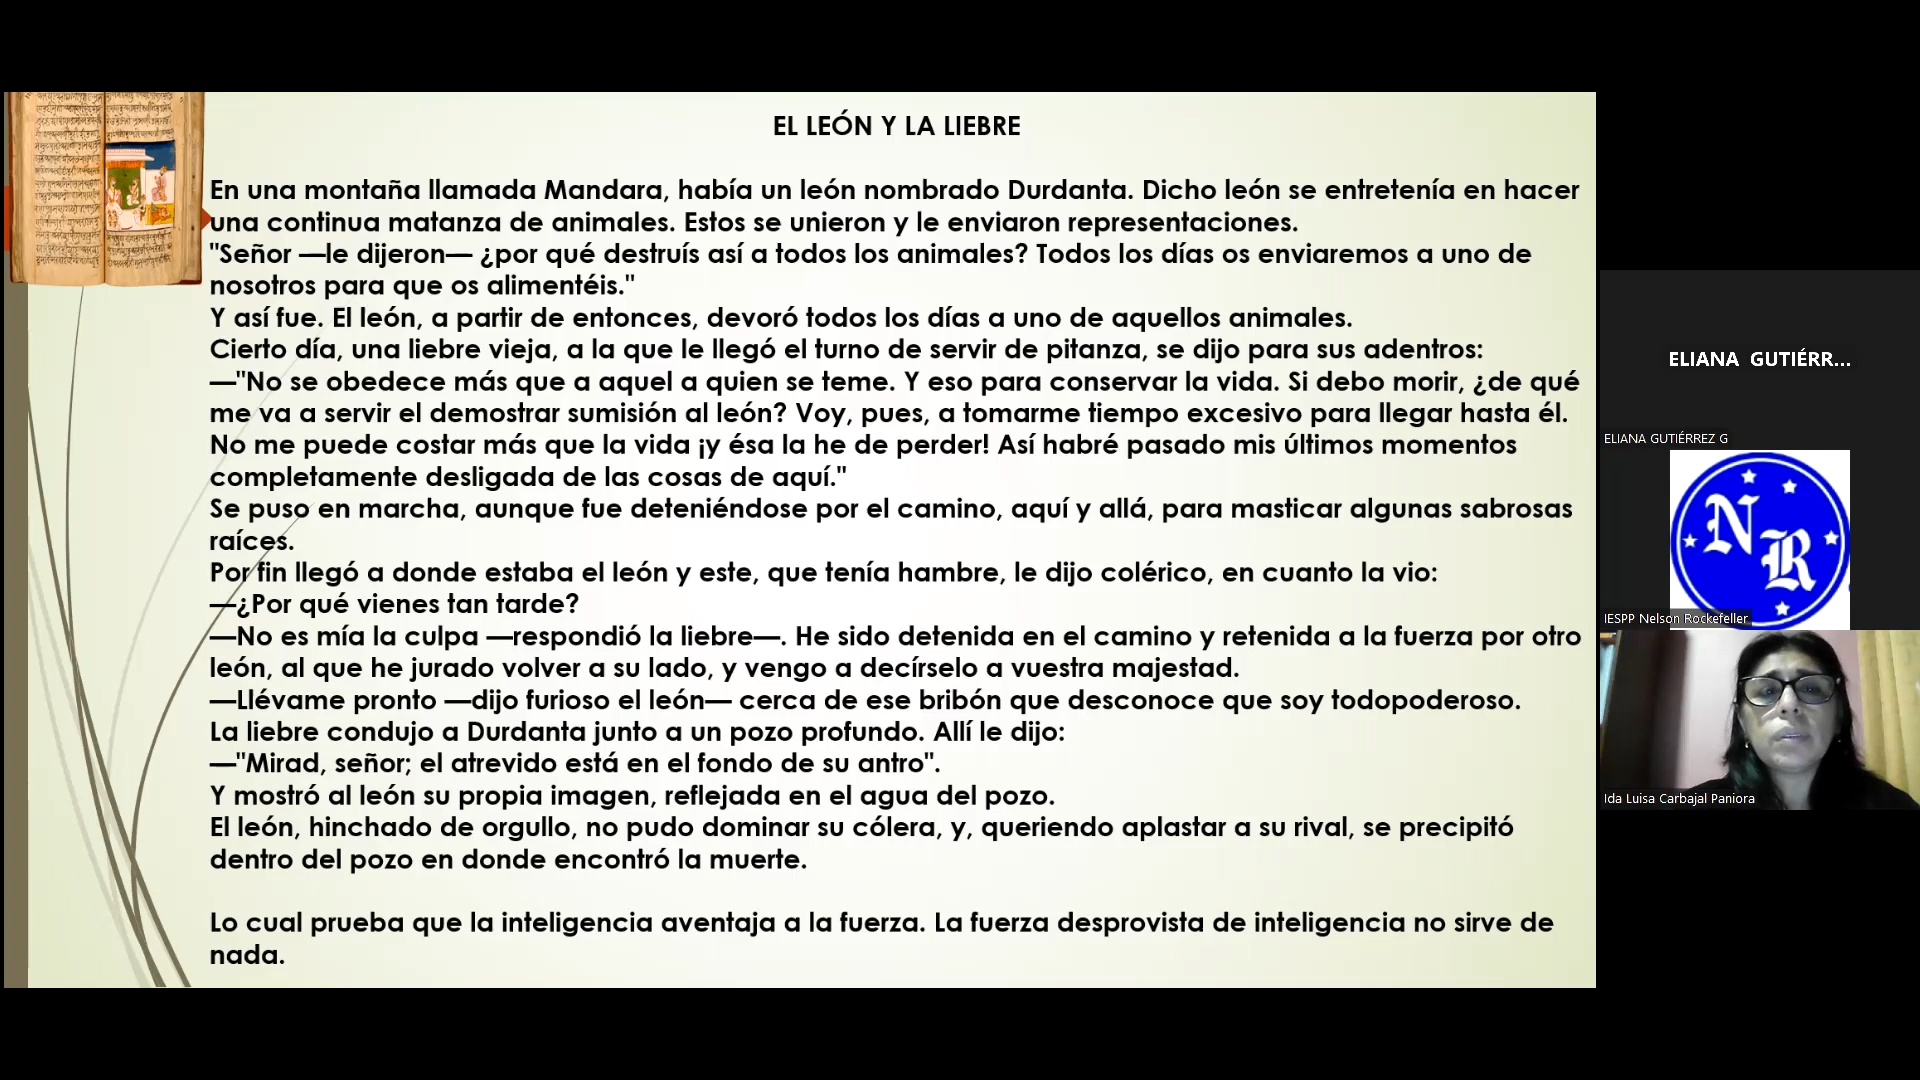 EL LEÓN Y LA LIEBRE
En una montaña llamada Mandara, había un león nombrado Durdanta. Dicho león se entretenía en hacer
una continua matanza de animales. Estos se unieron y le enviaron representaciones.
"Señor —le dijeron— ¿por qué destruís así a todos los animales? Todos los días os enviaremos a uno de
nosotros para que os alimentéis."
Y así fue. El león, a partir de entonces, devoró todos los días a uno de aquellos animales.
Cierto día, una liebre vieja, a la que le llegó el turno de servir de pitanza, se dijo para sus adentros:
—"No se obedece más que a aquel a quien se teme. Y eso para conservar la vida. Si debo morir, ¿de qué
me va a servir el demostrar sumisión al león? Voy, pues, a tomarme tiempo excesivo para llegar hasta él.
No me puede costar más que la vida ¡y ésa la he de perder! Así habré pasado mis últimos momentos
completamente desligada de las cosas de aquí."
Se puso en marcha, aunque fue deteniéndose por el camino, aquí y allá, para masticar algunas sabrosas
raíces.
Por fin llegó a donde estaba el león y este, que tenía hambre, le dijo colérico, en cuanto la vio:
—¿Por qué vienes tan tarde?
—No es mía la culpa —respondió la liebre—. He sido detenida en el camino y retenida a la fuerza por otro
león, al que he jurado volver a su lado, y vengo a decírselo a vuestra majestad.
—Llévame pronto —dijo furioso el león— cerca de ese bribón que desconoce que soy todopoderoso.
La liebre condujo a Durdanta junto a un pozo profundo. Allí le dijo:
—"Mirad, señor; el atrevido está en el fondo de su antro".
Y mostró al león su propia imagen, reflejada en el agua del pozo.
El león, hinchado de orgullo, no pudo dominar su cólera, y, queriendo aplastar a su rival, se precipitó
dentro del pozo en donde encontró la muerte.
Lo cual prueba que la inteligencia aventaja a la fuerza. La fuerza desprovista de inteligencia no sirve de
nada.
ELIANA GUTIÉRR...
ELIANA GUTIÉRREZ G
NR
IESPP Nelson Rockefeller
Ida Luisa Carbajal Paniora